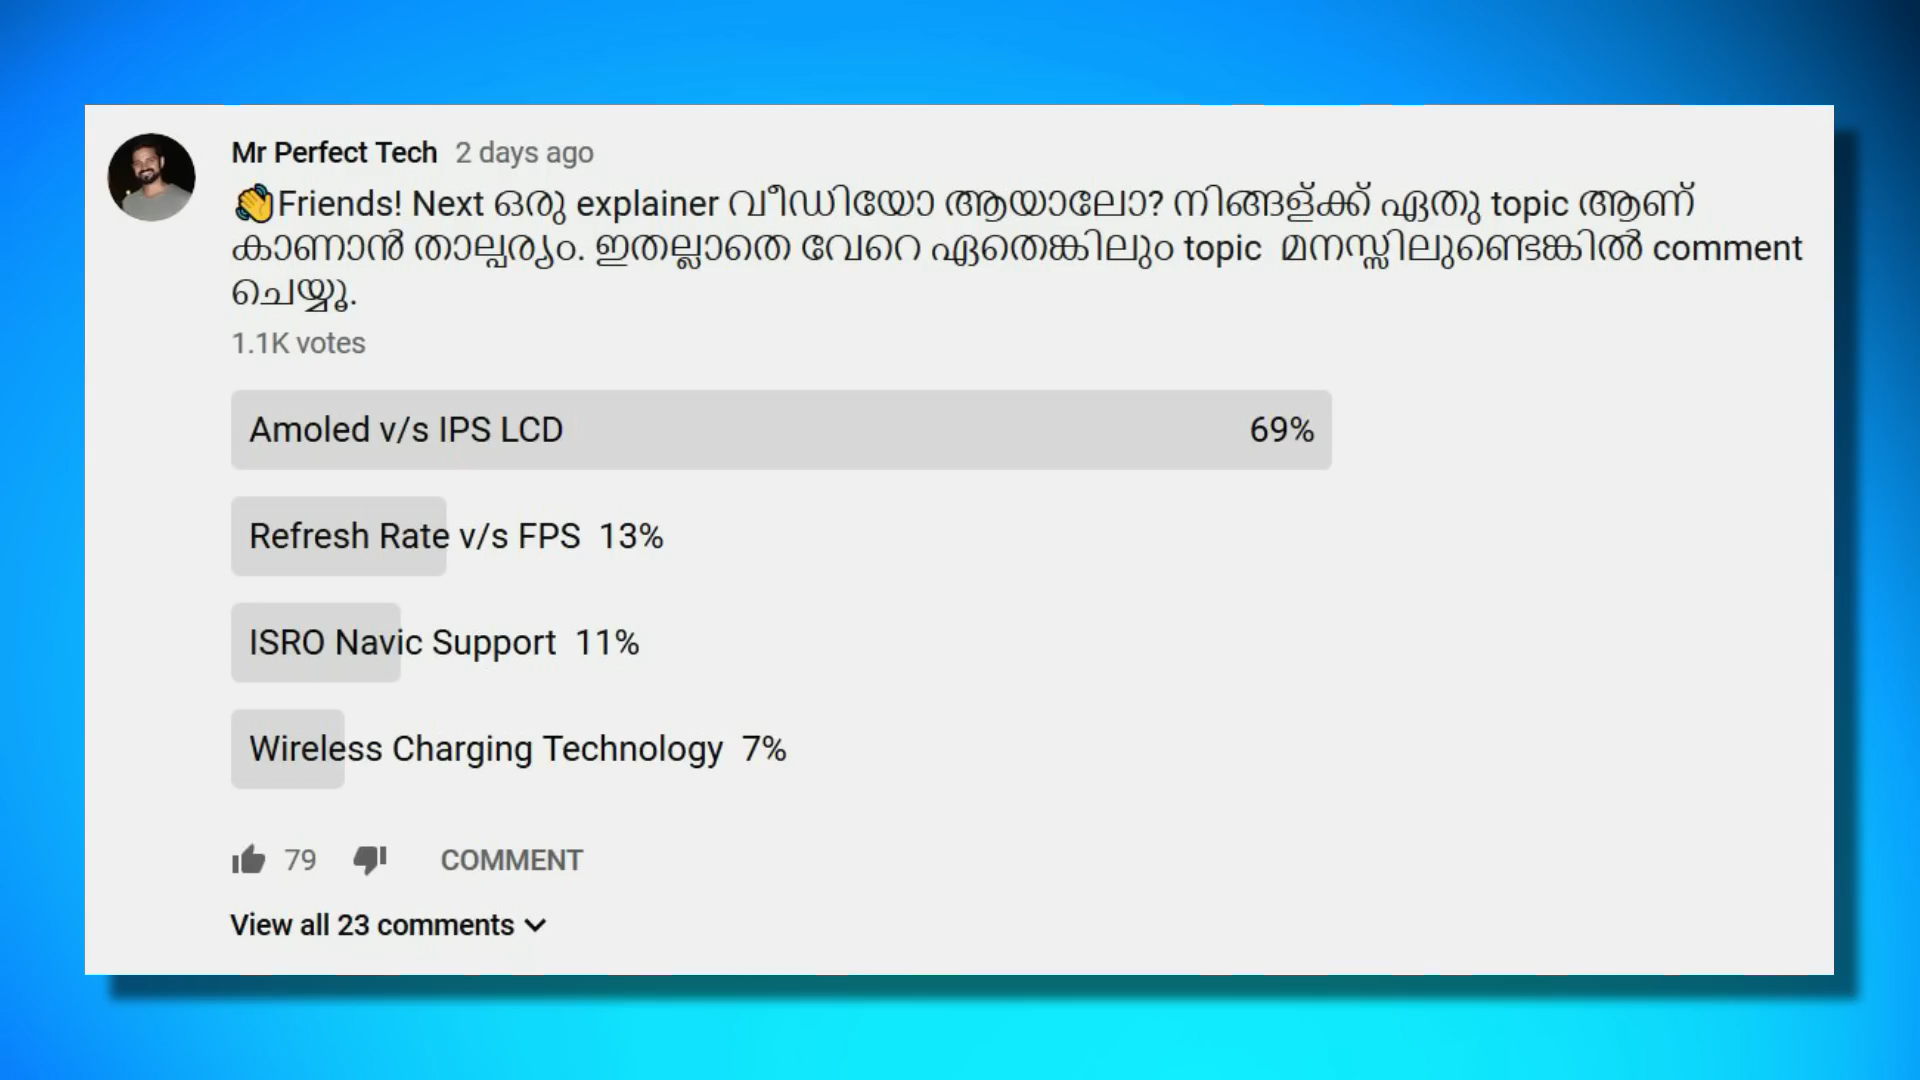 Mr Perfect Tech 2 days ago
👋Friends! Next ഒരു explainer വീഡിയോ ആയാലോ? നിങ്ങള്ക്ക് ഏതു topic ആണ്
കാണാൻ താല്പര്യം. ഇതല്ലാതെ വേറെ ഏതെങ്കിലും topic മനസ്സിലുണ്ടെങ്കിൽ comment
ചെയ്യൂ.
1.1K votes
Amoled v/s IPS LCD 69%
Refresh Rate v/s FPS 13%
ISRO Navic Support 11%
Wireless Charging Technology 7%
79 COMMENT
View all 23 comments